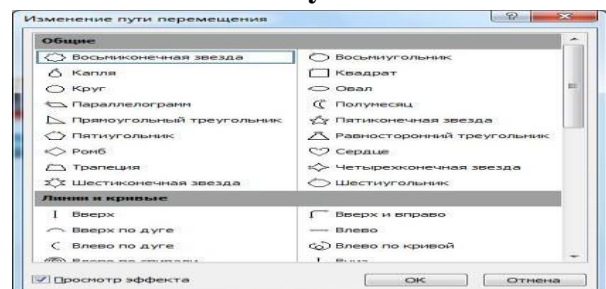 Изменение пути перемещения
Общие
Восьмиконечная звезда
Восьмиугольник
Капля
Квадрат
Круг
Овал
Параллелограмм
Полумесяц
Прямоугольный треугольник
Пятиконечная звезда
Пятиугольник
Равносторонний треугольник
Ромб
Сердце
Трапеция
Четырехконечная звезда
Шестиконечная звезда
Шестиугольник
Линии и кривые
Вверх
Вверх и вправо
Вверх по дуге
Влево
Влево по дуге
Влево по кривой
Просмотр эффекта
ОК
Отмена